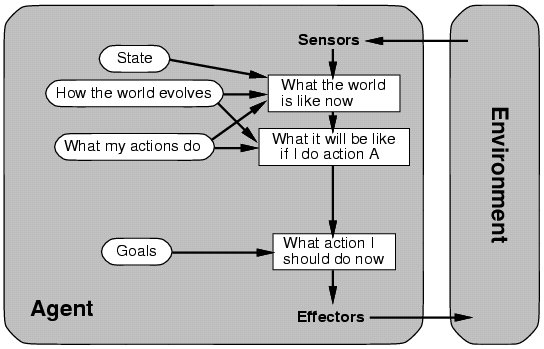 Sensors
State
What the world
is like now
How the world evolves
What my actions do
What it will be like
if I do action A
Goals
What action I
should do now
Agent
Effectors
Environment